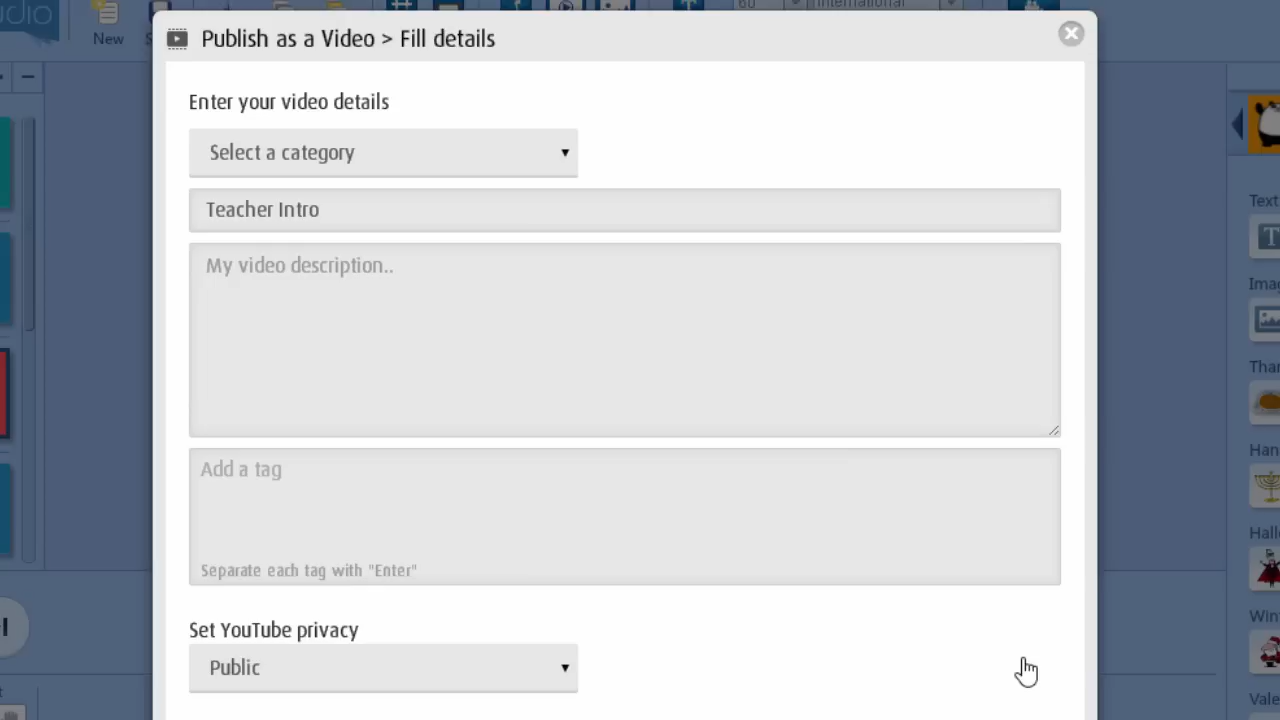 New
60
International
Publish as a Video > Fill details
Enter your video details
Select a category
Teacher Intro
My video description..
Add a tag
Separate each tag with "Enter"
Set YouTube privacy
Public
Text